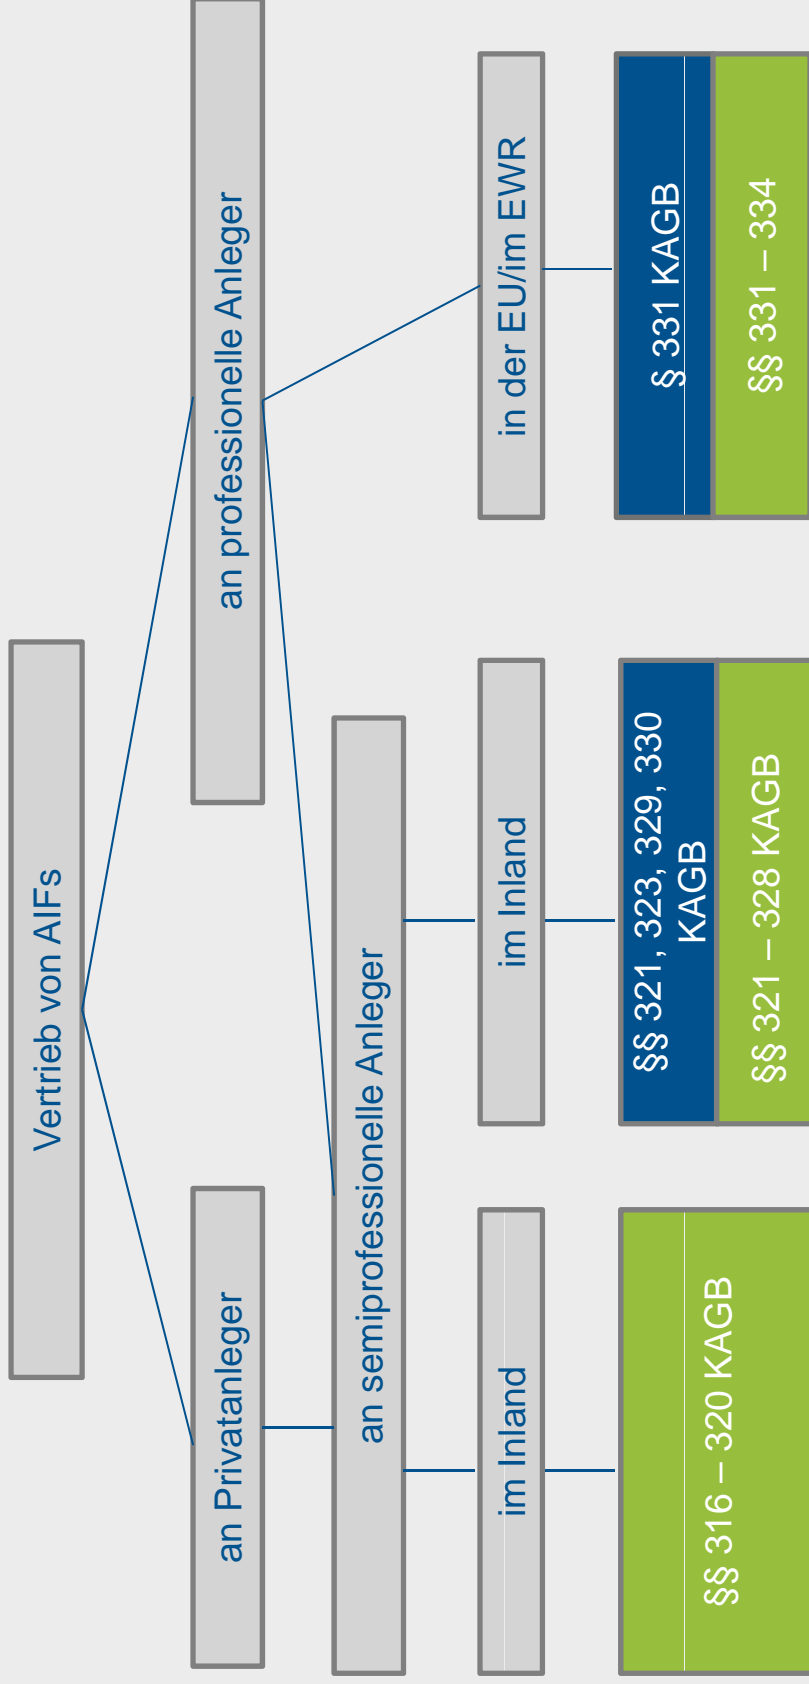 Vertrieb von AIFs
an Privatanleger
an professionelle Anleger
an semiprofessionelle Anleger
im Inland
im Inland
in der EU/im EWR
§§ 316 – 320 KAGB
§§ 321, 323, 329, 330
KAGB
§§ 321 – 328 KAGB
§ 331 KAGB
§§ 331 – 334